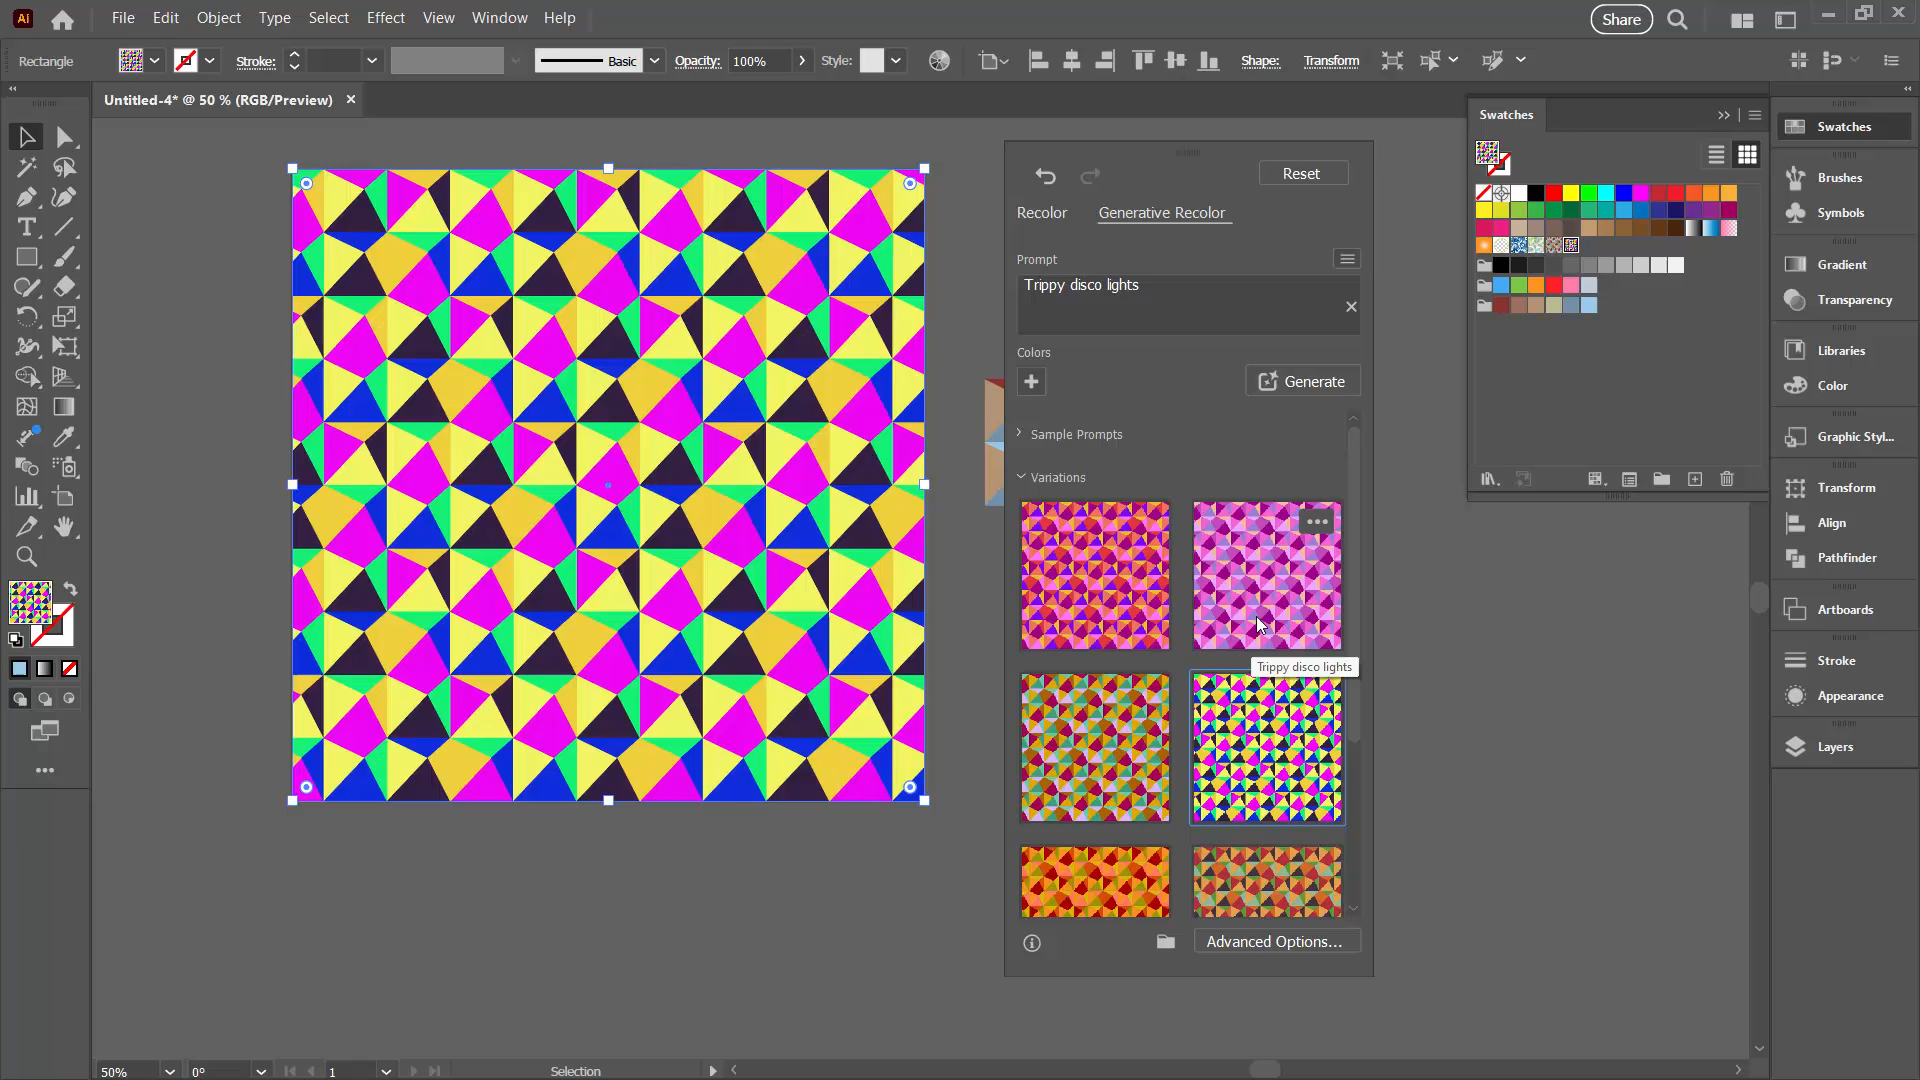 Ai File Edit Object Type Select Effect View Window Help Share
Rectangle Stroke: Basic Opacity: 100% Style: Shape: Transform
Untitled-4* @ 50 % (RGB/Preview)
Swatches
Swatches
Brushes
Symbols
Gradient
Transparency
Libraries
Color
Graphic Styl...
Transform
Align
Pathfinder
Artboards
Stroke
Appearance
Layers
Reset
Recolor Generative Recolor
Prompt
Trippy disco lights
Colors
Generate
Sample Prompts
Variations
Trippy disco lights
Advanced Options...
50% 0° 1 Selection